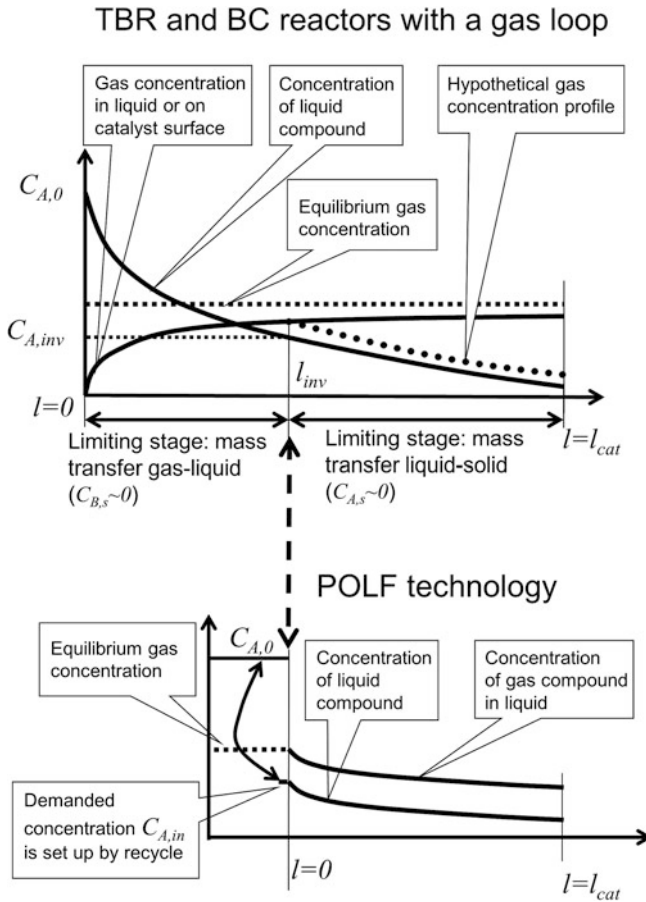 TBR and BC reactors with a gas loop
Gas concentration
in liquid or on
catalyst surface
Concentration
of liquid
compound
Hypothetical gas
concentration profile
Equilibrium gas
concentration
C_{A,0}
C_{A,inv}
l_{inv}
l=0
l=l_{cat}
Limiting stage: mass
transfer gas-liquid
(C_{B,s}~0)
Limiting stage: mass
transfer liquid-solid
(C_{A,s}~0)
POLF technology
Equilibrium gas
concentration
C_{A,0}
Concentration
of liquid
compound
Concentration
of gas compound
in liquid
Demanded
concentration C_{A,in}
is set up by recycle
l=0
l=l_{cat}